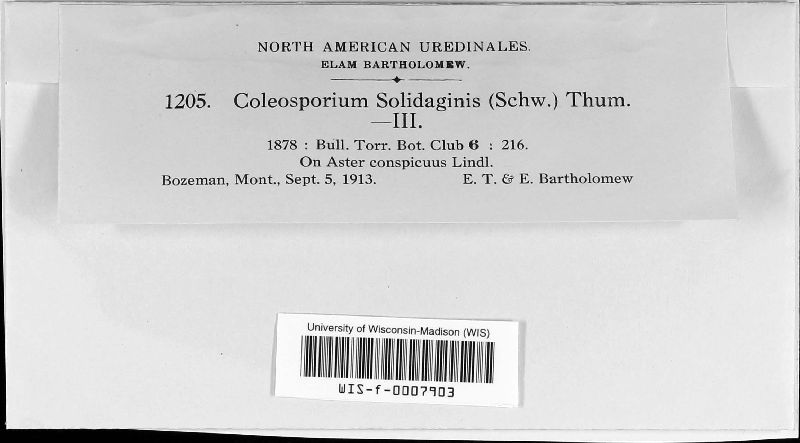 NORTH AMERICAN UREDINALES.
ELAM BARTHOLOMEW.
1205. Coleosporium Solidaginis (Schw.) Thum.
—III.
1878 : Bull. Torr. Bot. Club 6 : 216.
On Aster conspicuus Lindl.
Bozeman, Mont., Sept. 5, 1913. E. T. & E. Bartholomew
University of Wisconsin-Madison (WIS)
WIS-f-0007903